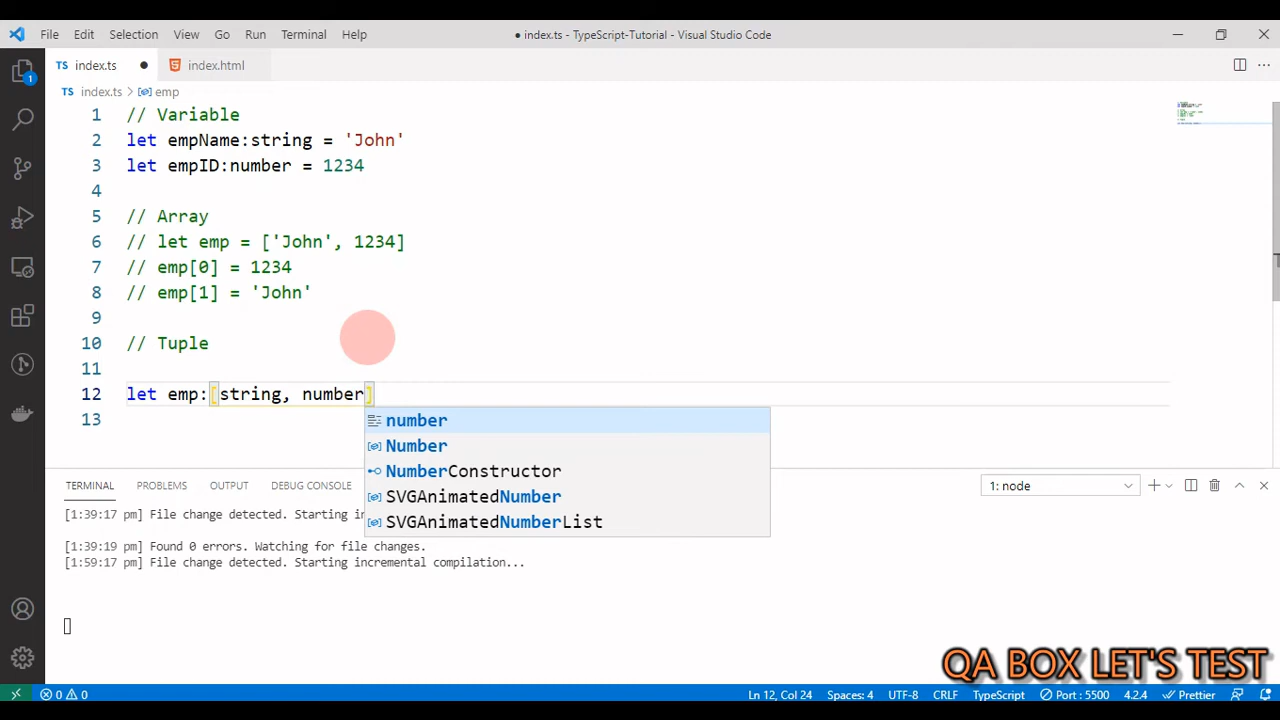 File Edit Selection View Go Run Terminal Help
● index.ts - TypeScript-Tutorial - Visual Studio Code
TS index.ts ●
index.html
TS index.ts > emp
1 // Variable
2 let empName:string = 'John'
3 let empID:number = 1234
4
5 // Array
6 // let emp = ['John', 1234]
7 // emp[0] = 1234
8 // emp[1] = 'John'
9
10 // Tuple
11
12 let emp:[string, number]
13
number
Number
NumberConstructor
SVGAnimatedNumber
SVGAnimatedNumberList
1
TERMINAL PROBLEMS OUTPUT DEBUG CONSOLE
1: node
[1:39:17 pm] File change detected. Starting in
[1:39:19 pm] Found 0 errors. Watching for file changes.
[1:59:17 pm] File change detected. Starting incremental compilation...
QA BOX LET'S TEST
0 0
Ln 12, Col 24 Spaces: 4 UTF-8 CRLF TypeScript Port : 5500 4.2.4 Prettier